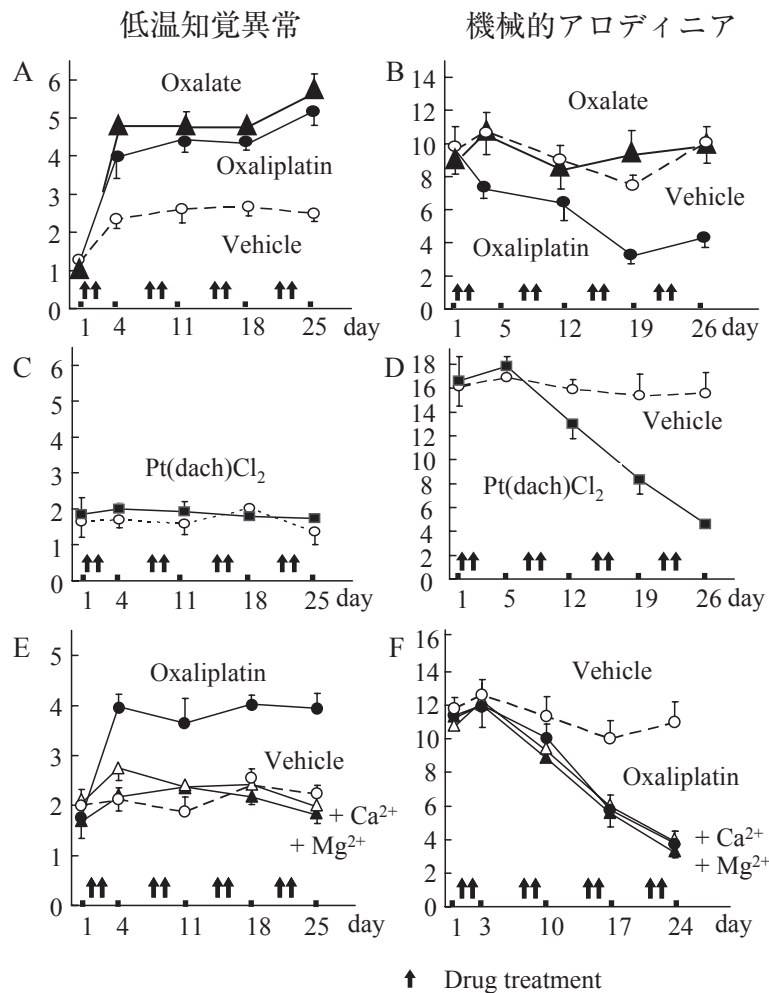 低温知覚異常
機械的アロディニア
A
6
5
4
3
2
1
0
Oxalate
Oxaliplatin
Vehicle
1 4 11 18 25 day
B
14
12
10
8
6
4
2
0
Oxalate
Vehicle
Oxaliplatin
1 5 12 19 26
C
6
5
4
3
2
1
0
Pt(dach)Cl₂
1 4 11 18 25 day
D
18
16
14
12
10
8
6
4
2
0
Vehicle
Pt(dach)Cl₂
1 5 12 19 26
E
5
4
3
2
1
0
Oxaliplatin
Vehicle
+ Ca²⁺
+ Mg²⁺
1 4 11 18 25
F
16
14
12
10
8
6
4
2
0
Vehicle
Oxaliplatin
+ Ca²⁺
+ Mg²⁺
1 3 10 17 24
Drug treatment